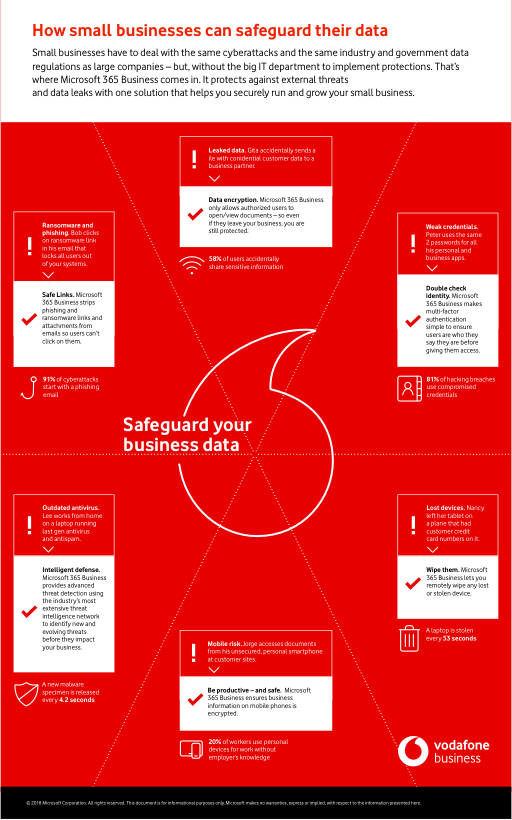 How small businesses can safeguard their data
Small businesses have to deal with the same cyberattacks and the same industry and government data
regulations as large companies – but, without the big IT department to implement protections. That's
where Microsoft 365 Business comes in. It protects against external threats
and data leaks with one solution that helps you securely run and grow your small business.
Leaked data. Gita accidentally sends a
ile with conidential customer data to a
business partner.
Data encryption. Microsoft 365 Business
only allows authorized users to
open/view documents – so even
if they leave your business, you are
still protected.
58% of users accidentally
share sensitive information
Ransomware and
phishing. Bob clicks
on ransomware link
in his email that
locks all users out
of your systems.
Safe Links. Microsoft
365 Business strips
phishing and
ransomware links and
attachments from
emails so users can't
click on them.
91% of cyberattacks
start with a phishing
email
Weak credentials.
Peter uses the same
2 passwords for all
his personal and
business apps.
Double check
identity. Microsoft
365 Business makes
multi-factor
authentication
simple to ensure
users are who they
say they are before
giving them access.
81% of hacking breaches
use compromised
credentials
Safeguard your
business data
Outdated antivirus.
Lee works from home
on a laptop running
last gen antivirus
and antispam.
Intelligent defense.
Microsoft 365 Business
provides advanced
threat detection using
the industry's most
extensive threat
intelligence network
to identify new and
evolving threats
before they impact
your business.
A new malware
specimen is released
every 4.2 seconds
Lost devices. Nancy
left her tablet on
a plane that had
customer credit
card numbers on it.
Wipe them. Microsoft
365 Business lets you
remotely wipe any lost
or stolen device.
A laptop is stolen
every 53 seconds
Mobile risk. Jorge accesses documents
from his unsecured, personal smartphone
at customer sites.
Be productive – and safe. Microsoft
365 Business ensures business
information on mobile phones is
encrypted.
20% of workers use personal
devices for work without
employer's knowledge
vodafone
business
© 2018 Microsoft Corporation. All rights reserved. This document is for informational purposes only. Microsoft makes no warranties, express or implied, with respect to the information presented here.